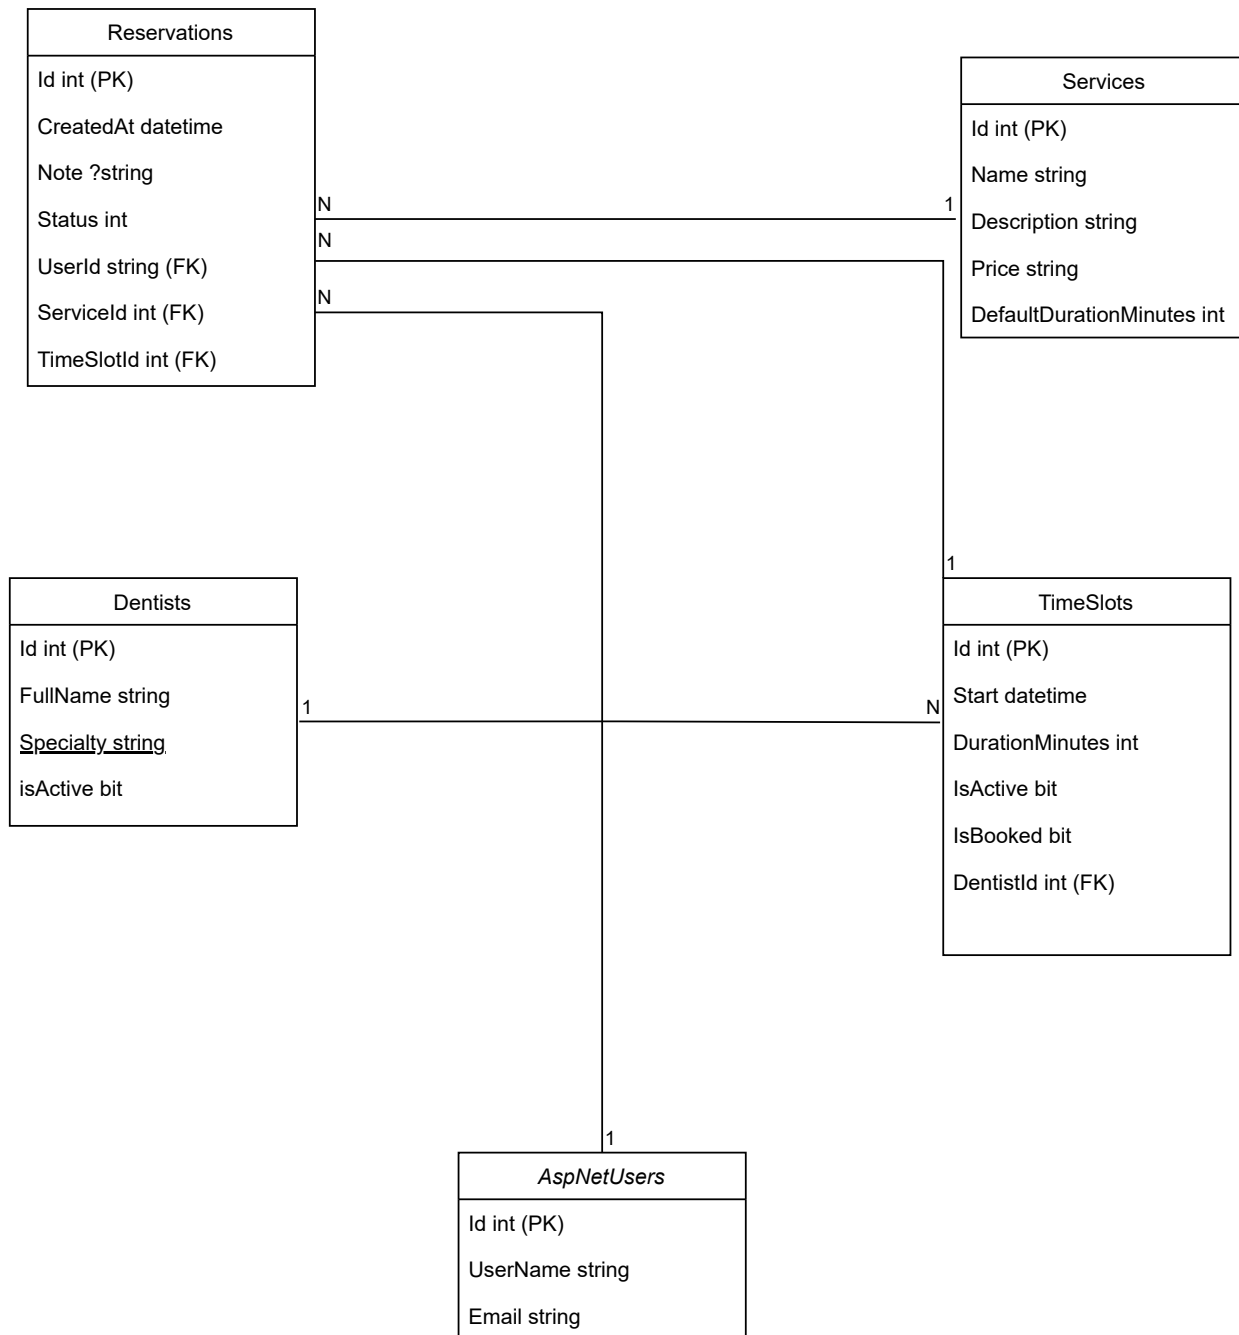 Reservations
Id int (PK)
CreatedAt datetime
Note ?string
Status int
UserId string (FK)
ServiceId int (FK)
TimeSlotId int (FK)
Services
Id int (PK)
Name string
Description string
Price string
DefaultDurationMinutes int
N
1
N
N
1
Dentists
Id int (PK)
FullName string
Specialty string
isActive bit
1
N
TimeSlots
Id int (PK)
Start datetime
DurationMinutes int
IsActive bit
IsBooked bit
DentistId int (FK)
1
AspNetUsers
Id int (PK)
UserName string
Email string